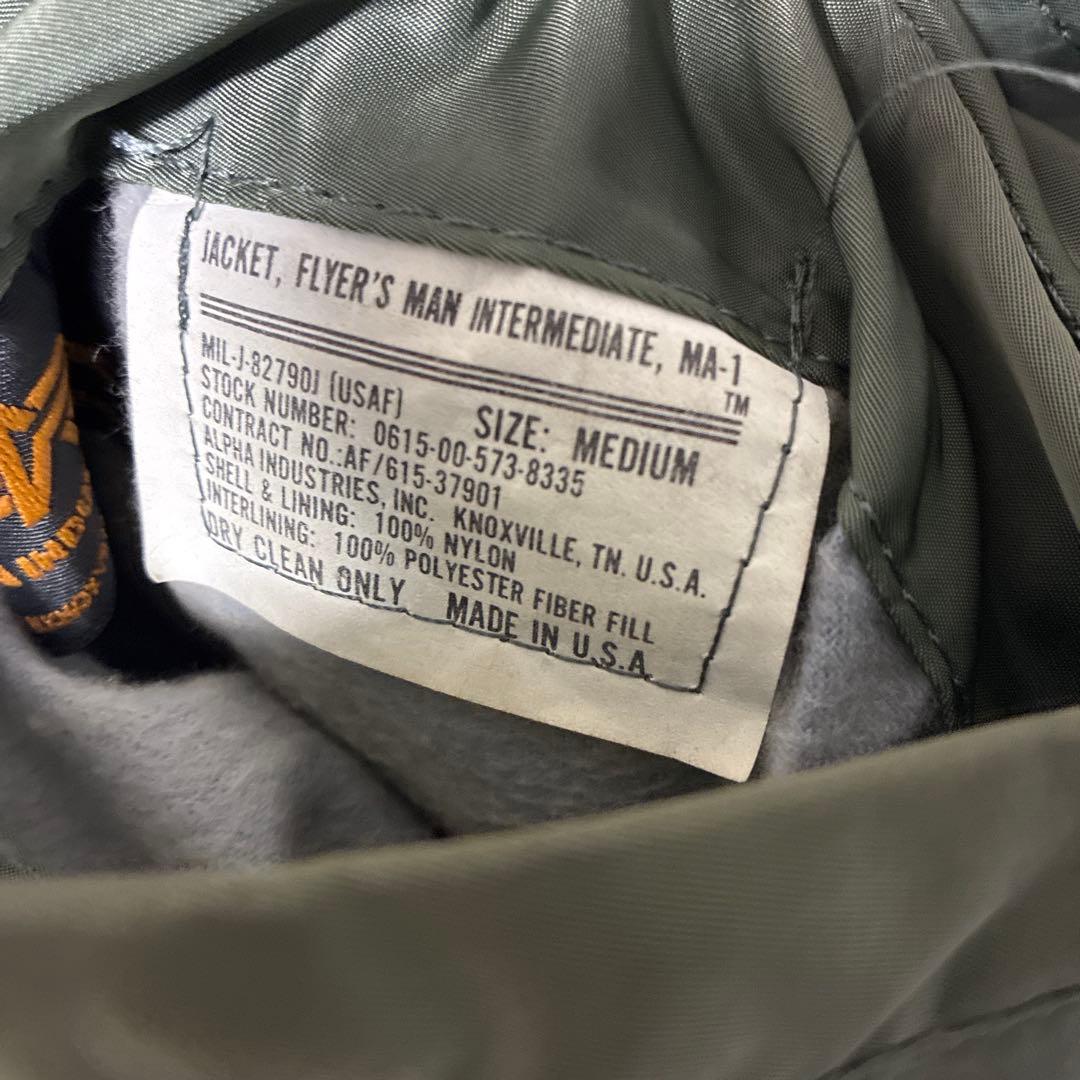 JACKET, FLYER'S MAN INTERMEDIATE, MA-1
TM
MIL-J-82790J (USAF) SIZE: MEDIUM
STOCK NUMBER: 0615-00-573-8335
CONTRACT NO.:AF/615-37901
ALPHA INDUSTRIES, INC. KNOXVILLE, TN. U.S.A.
SHELL & LINING: 100% NYLON
INTERLINING: 100% POLYESTER FIBER FILL
DRY CLEAN ONLY MADE IN U.S.A